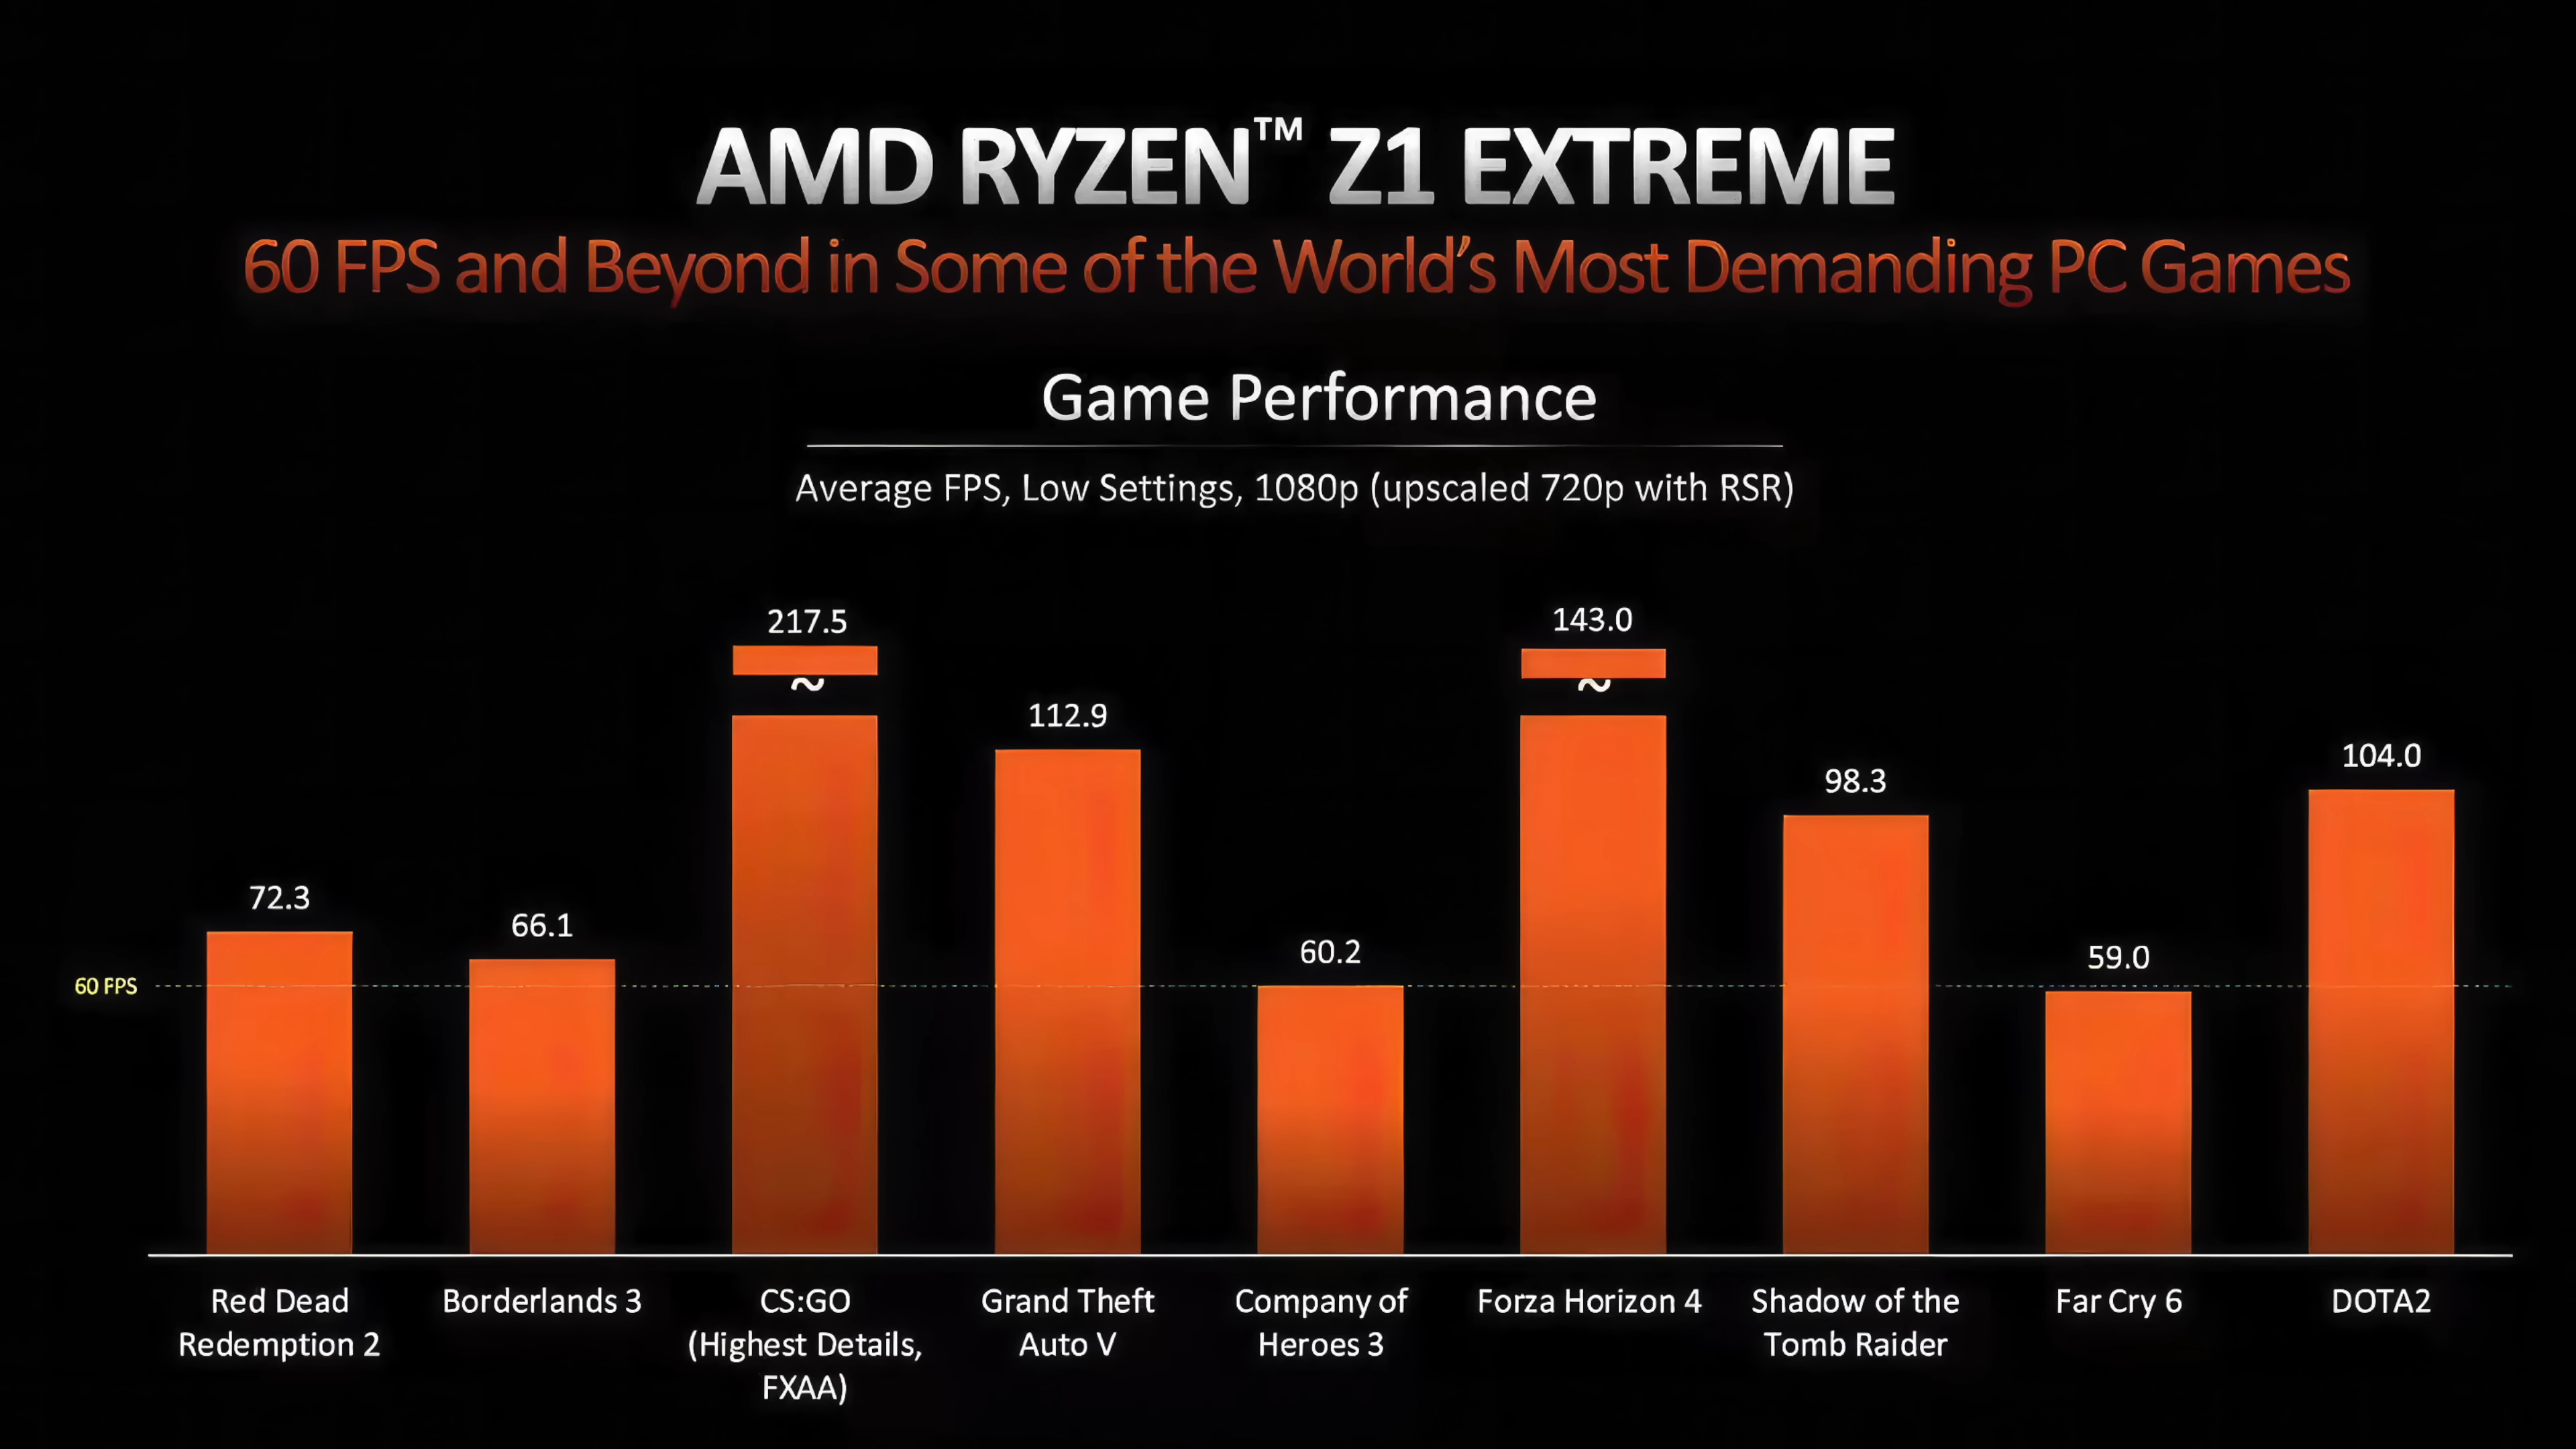 AMD RYZEN™ Z1 EXTREME
60 FPS and Beyond in Some of the World's Most Demanding PC Games
Game Performance
Average FPS, Low Settings, 1080p (upscaled 720p with RSR)
217.5
143.0
~
~
112.9
104.0
98.3
72.3
66.1
60.2
59.0
60 FPS
Red Dead
Redemption 2
Borderlands 3
CS:GO
(Highest Details,
FXAA)
Grand Theft
Auto V
Company of
Heroes 3
Forza Horizon 4
Shadow of the
Tomb Raider
Far Cry 6
DOTA2